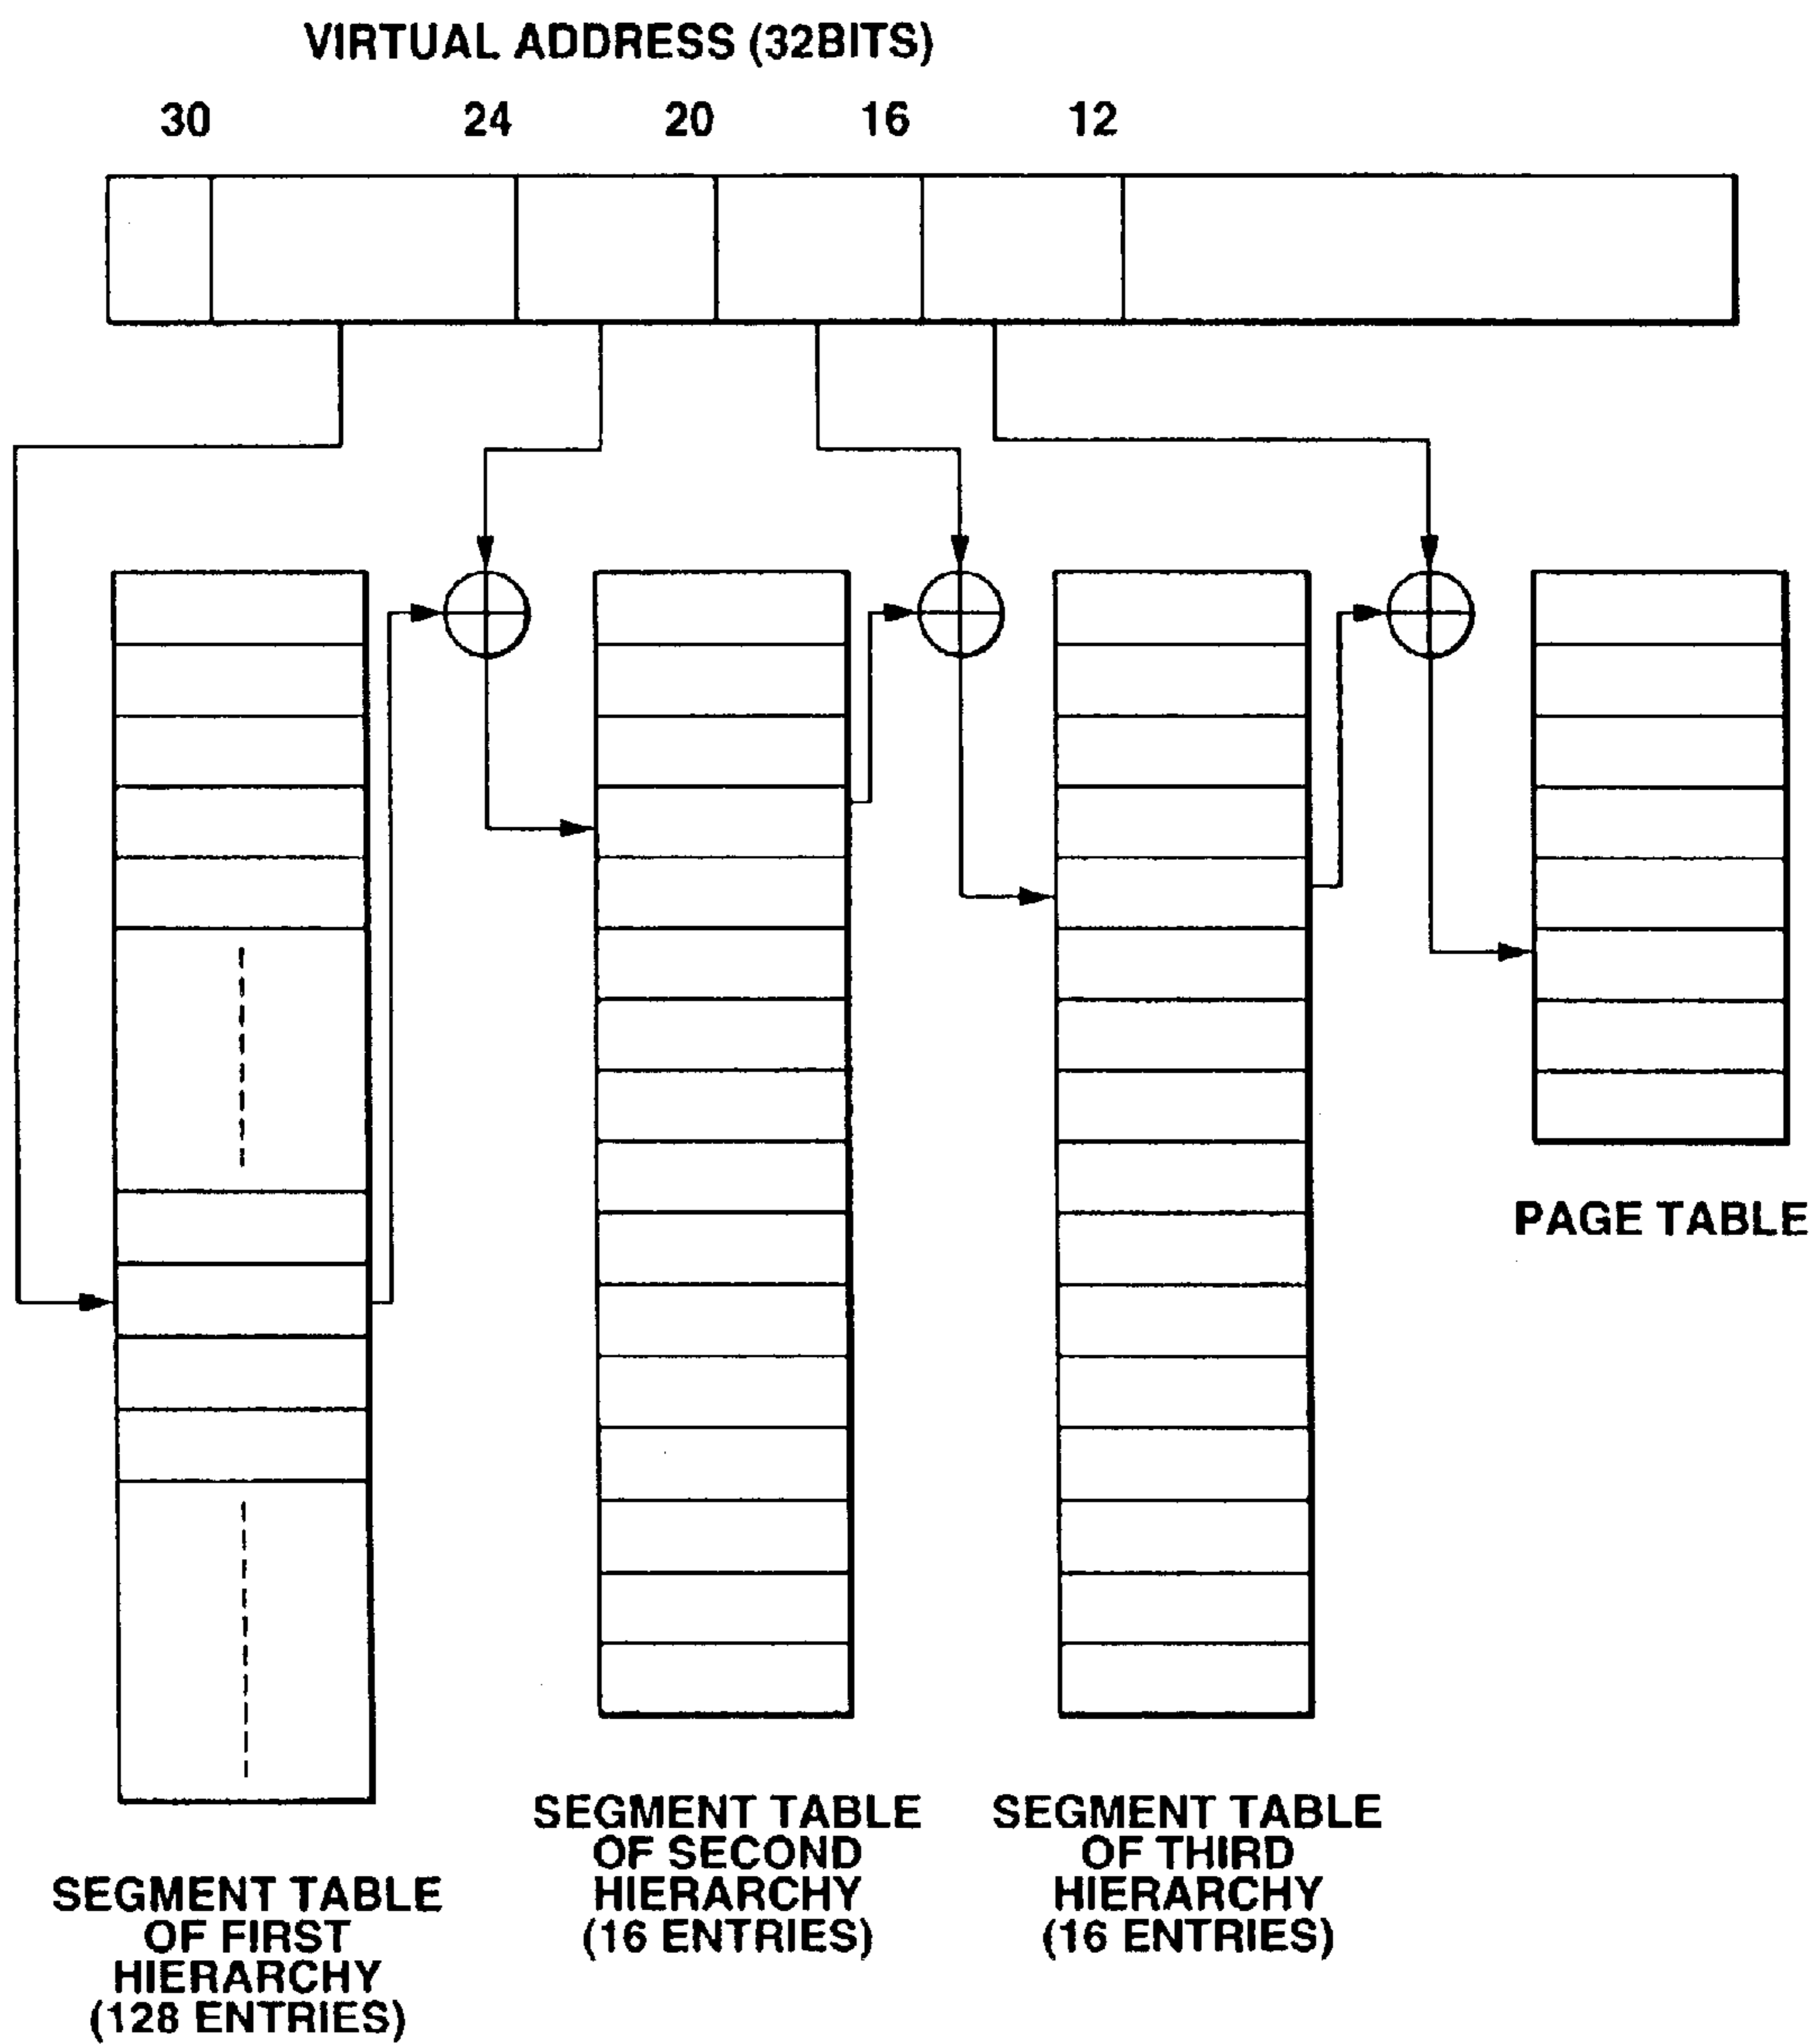 VIRTUAL ADDRESS (32BITS)
30 24 20 16 12
PAGE TABLE
SEGMENT TABLE
OF FIRST
HIERARCHY
(128 ENTRIES)
SEGMENT TABLE
OF SECOND
HIERARCHY
(16 ENTRIES)
SEGMENT TABLE
OF THIRD
HIERARCHY
(16 ENTRIES)